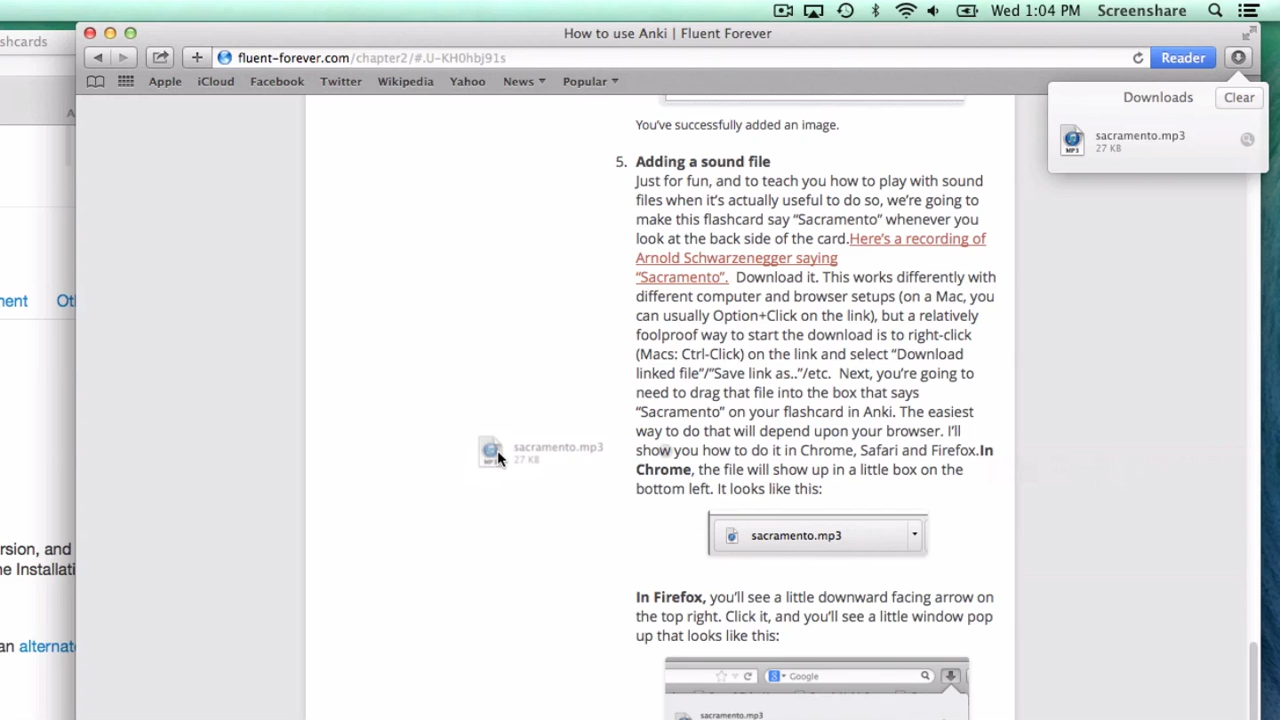 Wed 1:04 PM Screenshare
shcards
How to use Anki | Fluent Forever
fluent-forever.com/chapter2/#.U-KH0hbj91s
Reader
Apple iCloud Facebook Twitter Wikipedia Yahoo News Popular
Downloads Clear
sacramento.mp3
27 KB
MP3
You've successfully added an image.
5. Adding a sound file
Just for fun, and to teach you how to play with sound
files when it's actually useful to do so, we're going to
make this flashcard say “Sacramento” whenever you
look at the back side of the card.Here's a recording of
Arnold Schwarzenegger saying
“Sacramento”. Download it. This works differently with
different computer and browser setups (on a Mac, you
can usually Option+Click on the link), but a relatively
foolproof way to start the download is to right-click
(Macs: Ctrl-Click) on the link and select “Download
linked file”/”Save link as..”/etc. Next, you're going to
need to drag that file into the box that says
“Sacramento” on your flashcard in Anki. The easiest
way to do that will depend upon your browser. I'll
show you how to do it in Chrome, Safari and Firefox.In
Chrome, the file will show up in a little box on the
bottom left. It looks like this:
sacramento.mp3
In Firefox, you'll see a little downward facing arrow on
the top right. Click it, and you'll see a little window pop
up that looks like this:
Google
sacramento.mp3
sacramento.mp3
27 KB
ment Ot
rsion, and
ne Installati
an alternat